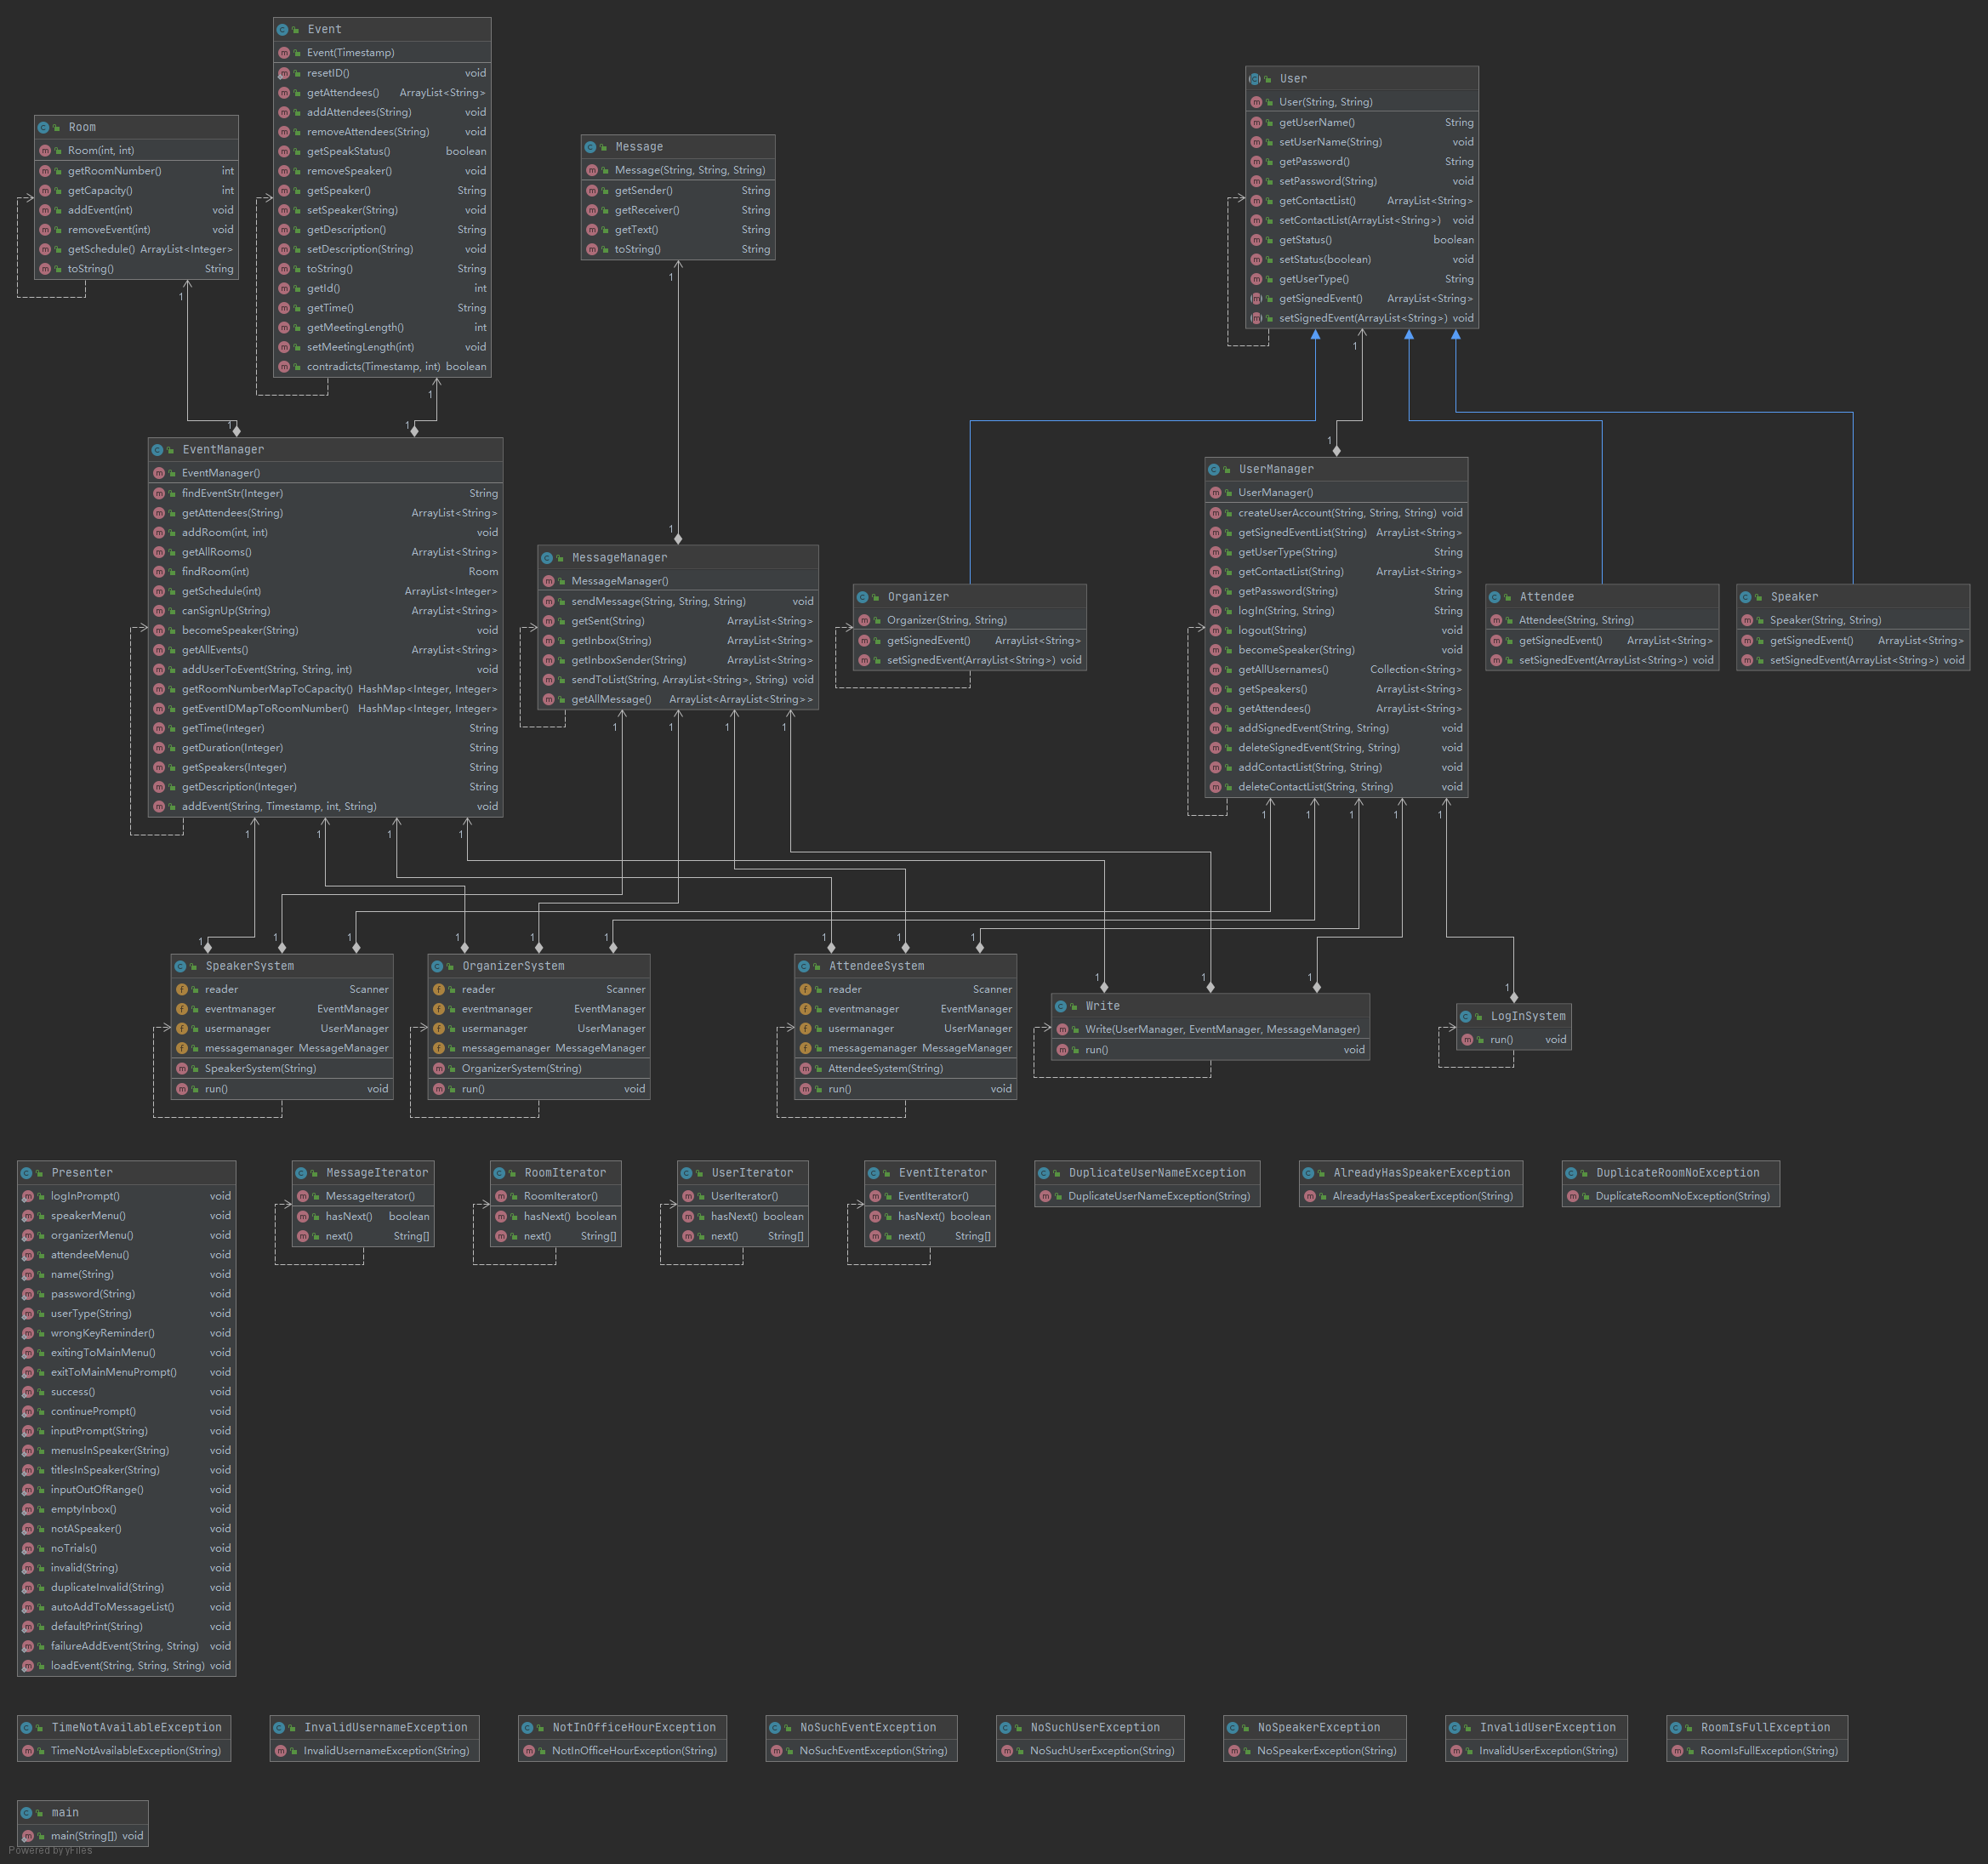 Event
Event(Timestamp)
resetID() void
getAttendees() ArrayList<String>
addAttendees(String) void
removeAttendees(String) void
getSpeakStatus() boolean
removeSpeaker() void
getSpeaker() String
setSpeaker(String) void
getDescription() String
setDescription(String) void
toString() String
getId() int
getTime() String
getMeetingLength() int
setMeetingLength(int) void
contradicts(Timestamp, int) boolean
Room
Room(int, int)
getRoomNumber() int
getCapacity() int
addEvent(int) void
removeEvent(int) void
getSchedule() ArrayList<Integer>
toString() String
Message
Message(String, String, String)
getSender() String
getReceiver() String
getText() String
toString() String
User
User(String, String)
getUserName() String
setUserName(String) void
getPassword() String
setPassword(String) void
getContactList() ArrayList<String>
setContactList(ArrayList<String>) void
getStatus() boolean
setStatus(boolean) void
getUserType() String
getSignedEvent() ArrayList<String>
setSignedEvent(ArrayList<String>) void
1
1
1
1
1
1
1
1
EventManager
EventManager()
findEventStr(Integer) String
getAttendees(String) ArrayList<String>
addRoom(int, int) void
getAllRooms() ArrayList<String>
findRoom(int) Room
getSchedule(int) ArrayList<Integer>
canSignUp(String) ArrayList<String>
becomeSpeaker(String) void
getAllEvents() ArrayList<String>
addUserToEvent(String, String, int) void
getRoomNumberMapToCapacity() HashMap<Integer, Integer>
getEventIDMapToRoomNumber() HashMap<Integer, Integer>
getTime(Integer) String
getDuration(Integer) String
getSpeakers(Integer) String
getDescription(Integer) String
addEvent(String, Timestamp, int, String) void
MessageManager
MessageManager()
sendMessage(String, String, String) void
getSent(String) ArrayList<String>
getInbox(String) ArrayList<String>
getInboxSender(String) ArrayList<String>
sendToList(String, ArrayList<String>, String) void
getAllMessage() ArrayList<ArrayList<String>>
Organizer
Organizer(String, String)
getSignedEvent() ArrayList<String>
setSignedEvent(ArrayList<String>) void
UserManager
UserManager()
createUserAccount(String, String, String) void
getSignedEventList(String) ArrayList<String>
getUserType(String) String
getContactList(String) ArrayList<String>
getPassword(String) String
logIn(String, String) String
logout(String) void
becomeSpeaker(String) void
getAllUsernames() Collection<String>
getSpeakers() ArrayList<String>
getAttendees() ArrayList<String>
addSignedEvent(String, String) void
deleteSignedEvent(String, String) void
addContactList(String, String) void
deleteContactList(String, String) void
Attendee
Attendee(String, String)
getSignedEvent() ArrayList<String>
setSignedEvent(ArrayList<String>) void
Speaker
Speaker(String, String)
getSignedEvent() ArrayList<String>
setSignedEvent(ArrayList<String>) void
1 1 1 1 1 1 1 1 1 1 1 1 1
1 1 1 1 1 1 1 1 1 1 1 1 1
SpeakerSystem
reader Scanner
eventmanager EventManager
usermanager UserManager
messagemanager MessageManager
SpeakerSystem(String)
run() void
OrganizerSystem
reader Scanner
eventmanager EventManager
usermanager UserManager
messagemanager MessageManager
OrganizerSystem(String)
run() void
AttendeeSystem
reader Scanner
eventmanager EventManager
usermanager UserManager
messagemanager MessageManager
AttendeeSystem(String)
run() void
Write
Write(UserManager, EventManager, MessageManager)
run() void
LogInSystem
run() void
Presenter
logInPrompt() void
speakerMenu() void
organizerMenu() void
attendeeMenu() void
name(String) void
password(String) void
userType(String) void
wrongKeyReminder() void
exitingToMainMenu() void
exitToMainMenuPrompt() void
success() void
continuePrompt() void
inputPrompt(String) void
menusInSpeaker(String) void
titlesInSpeaker(String) void
inputOutOfRange() void
emptyInbox() void
notASpeaker() void
noTrials() void
invalid(String) void
duplicateInvalid(String) void
autoAddToMessageList() void
defaultPrint(String) void
failureAddEvent(String, String) void
loadEvent(String, String, String) void
MessageIterator
MessageIterator()
hasNext() boolean
next() String[]
RoomIterator
RoomIterator()
hasNext() boolean
next() String[]
UserIterator
UserIterator()
hasNext() boolean
next() String[]
EventIterator
EventIterator()
hasNext() boolean
next() String[]
DuplicateUserNameException
DuplicateUserNameException(String)
AlreadyHasSpeakerException
AlreadyHasSpeakerException(String)
DuplicateRoomNoException
DuplicateRoomNoException(String)
TimeNotAvailableException
TimeNotAvailableException(String)
InvalidUsernameException
InvalidUsernameException(String)
NotInOfficeHourException
NotInOfficeHourException(String)
NoSuchEventException
NoSuchEventException(String)
NoSuchUserException
NoSuchUserException(String)
NoSpeakerException
NoSpeakerException(String)
InvalidUserException
InvalidUserException(String)
RoomIsFullException
RoomIsFullException(String)
main
main(String[]) void
Powered by yFiles